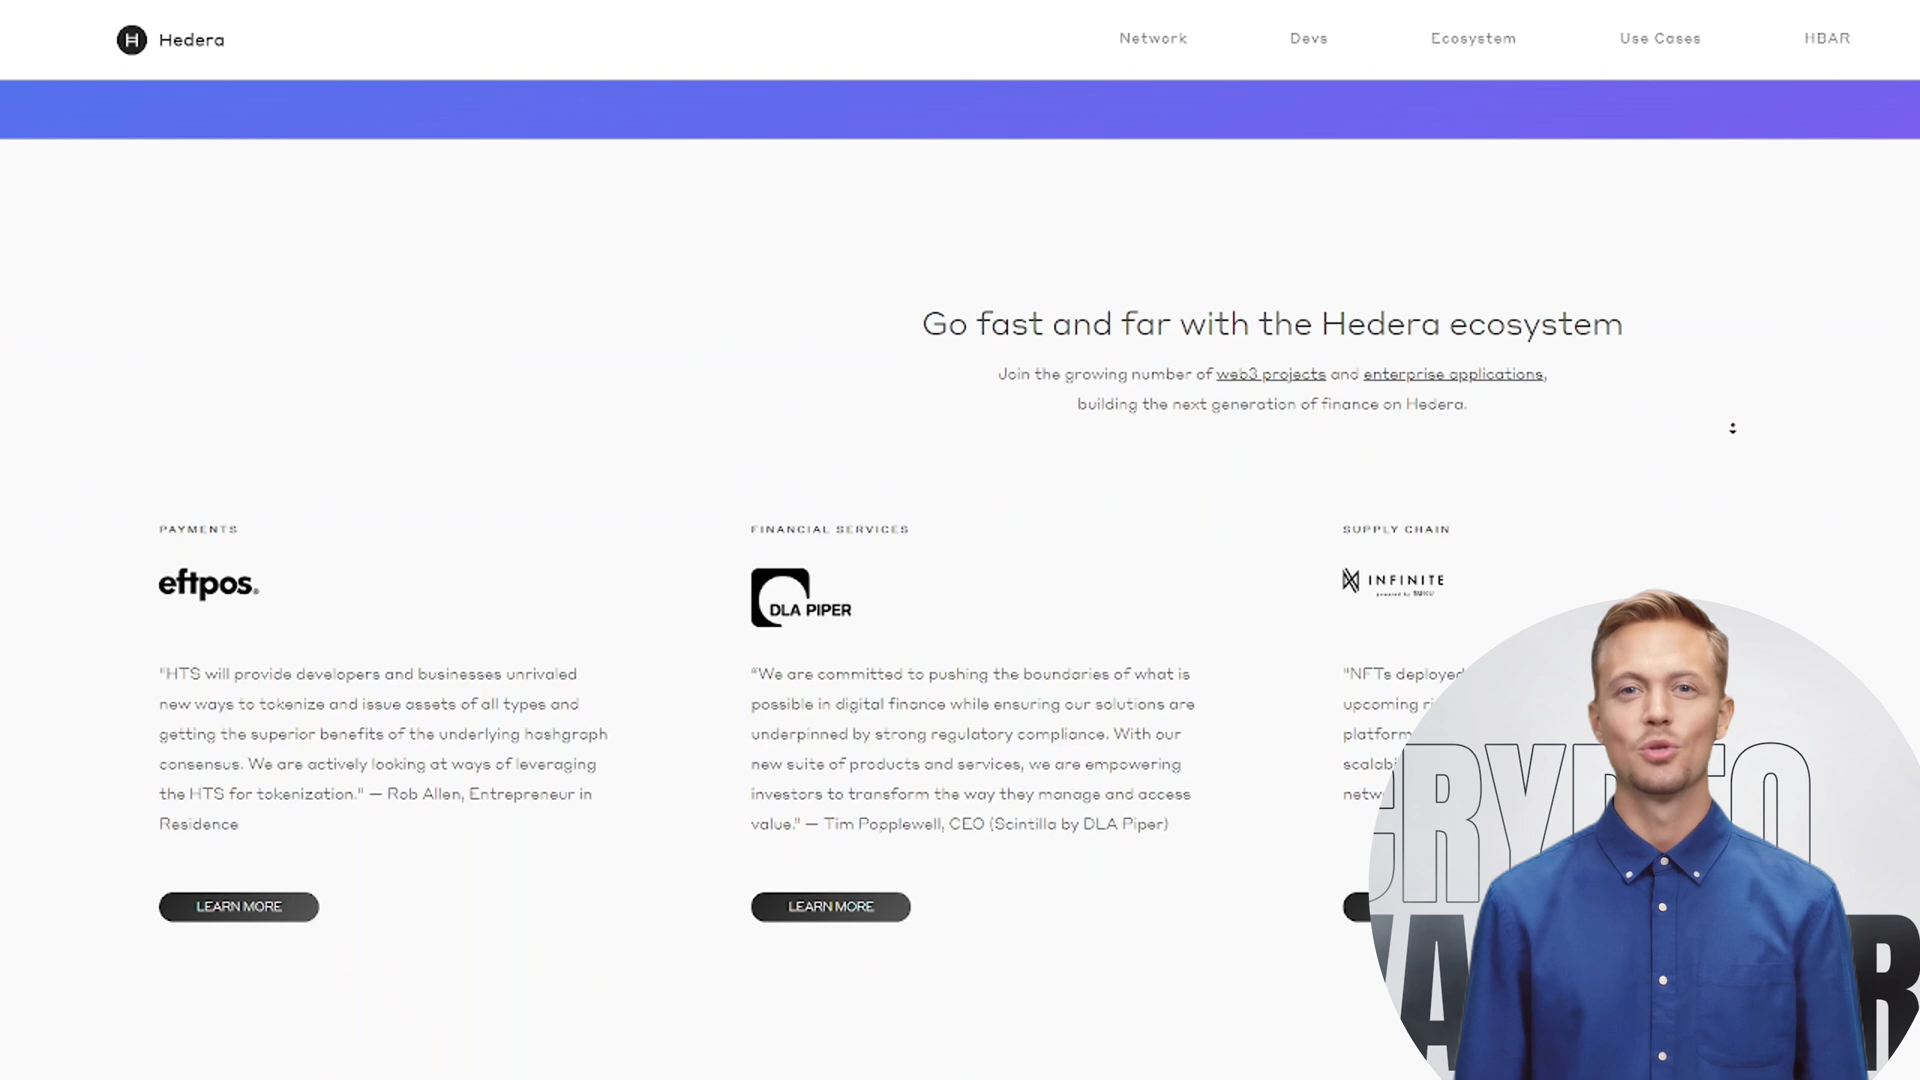 Hedera
Network
Devs
Ecosystem
Use Cases
HBAR
Go fast and far with the Hedera ecosystem
Join the growing number of web3 projects and enterprise applications,
building the next generation of finance on Hedera.
PAYMENTS
eftpos®
"HTS will provide developers and businesses unrivaled
new ways to tokenize and issue assets of all types and
getting the superior benefits of the underlying hashgraph
consensus. We are actively looking at ways of leveraging
the HTS for tokenization." — Rob Allen, Entrepreneur in
Residence
LEARN MORE
FINANCIAL SERVICES
DLA PIPER
"We are committed to pushing the boundaries of what is
possible in digital finance while ensuring our solutions are
underpinned by strong regulatory compliance. With our
new suite of products and services, we are empowering
investors to transform the way they manage and access
value." — Tim Popplewell, CEO (Scintilla by DLA Piper)
LEARN MORE
SUPPLY CHAIN
INFINITE
powered by SUKU
"NFTs deployed
upcoming
platform